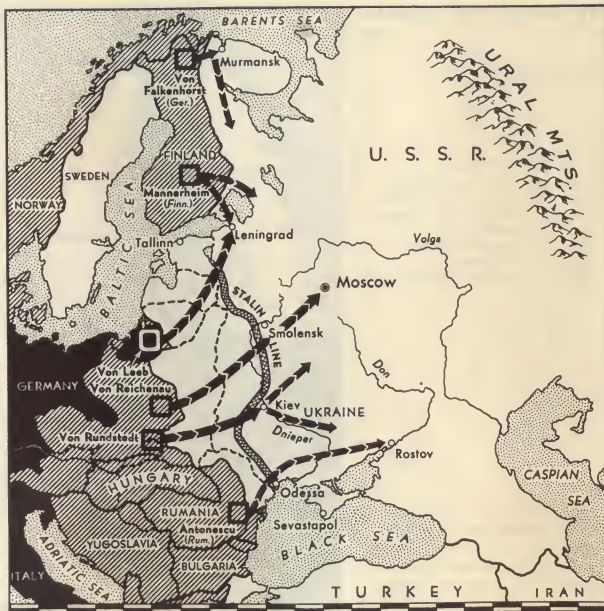 BARENTS SEA
Murmansk
Von
Falkenhorst
(Ger.)
URAL MTS
U. S. S. R.
FINLAND
SWEDEN
NORWAY
Mannerheim
(Finn.)
BALTIC SEA
Tallinn
Leningrad
Volga
Moscow
STALIN LINE
Smolensk
Don
Von Leeb
Von Reichenau
GERMANY
Kiev
UKRAINE
Von Rundstedt
Dnieper
Rostov
HUNGARY
CASPIAN
SEA
RUMANIA
Odessa
Antonescu
(Rum.)
Sevastapol
ADRIATIC SEA
YUGOSLAVIA
BLACK SEA
BULGARIA
ITALY
TURKEY
IRAN